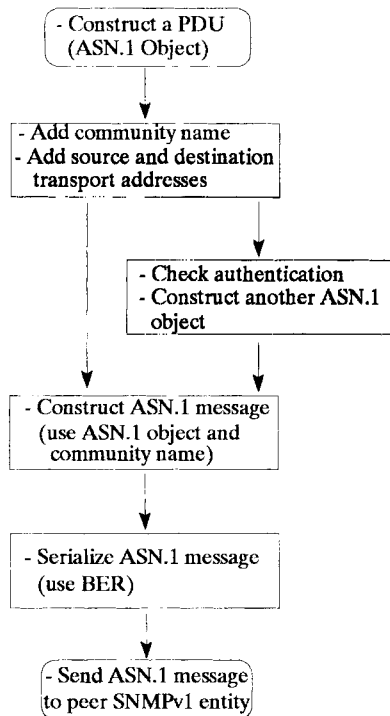 - Construct a PDU
(ASN.1 Object)
- Add community name
- Add source and destination
transport addresses
- Check authentication
- Construct another ASN.1
object
- Construct ASN.1 message
(use ASN.1 object and
community name)
- Serialize ASN.1 message
(use BER)
- Send ASN.1 message
to peer SNMPv1 entity